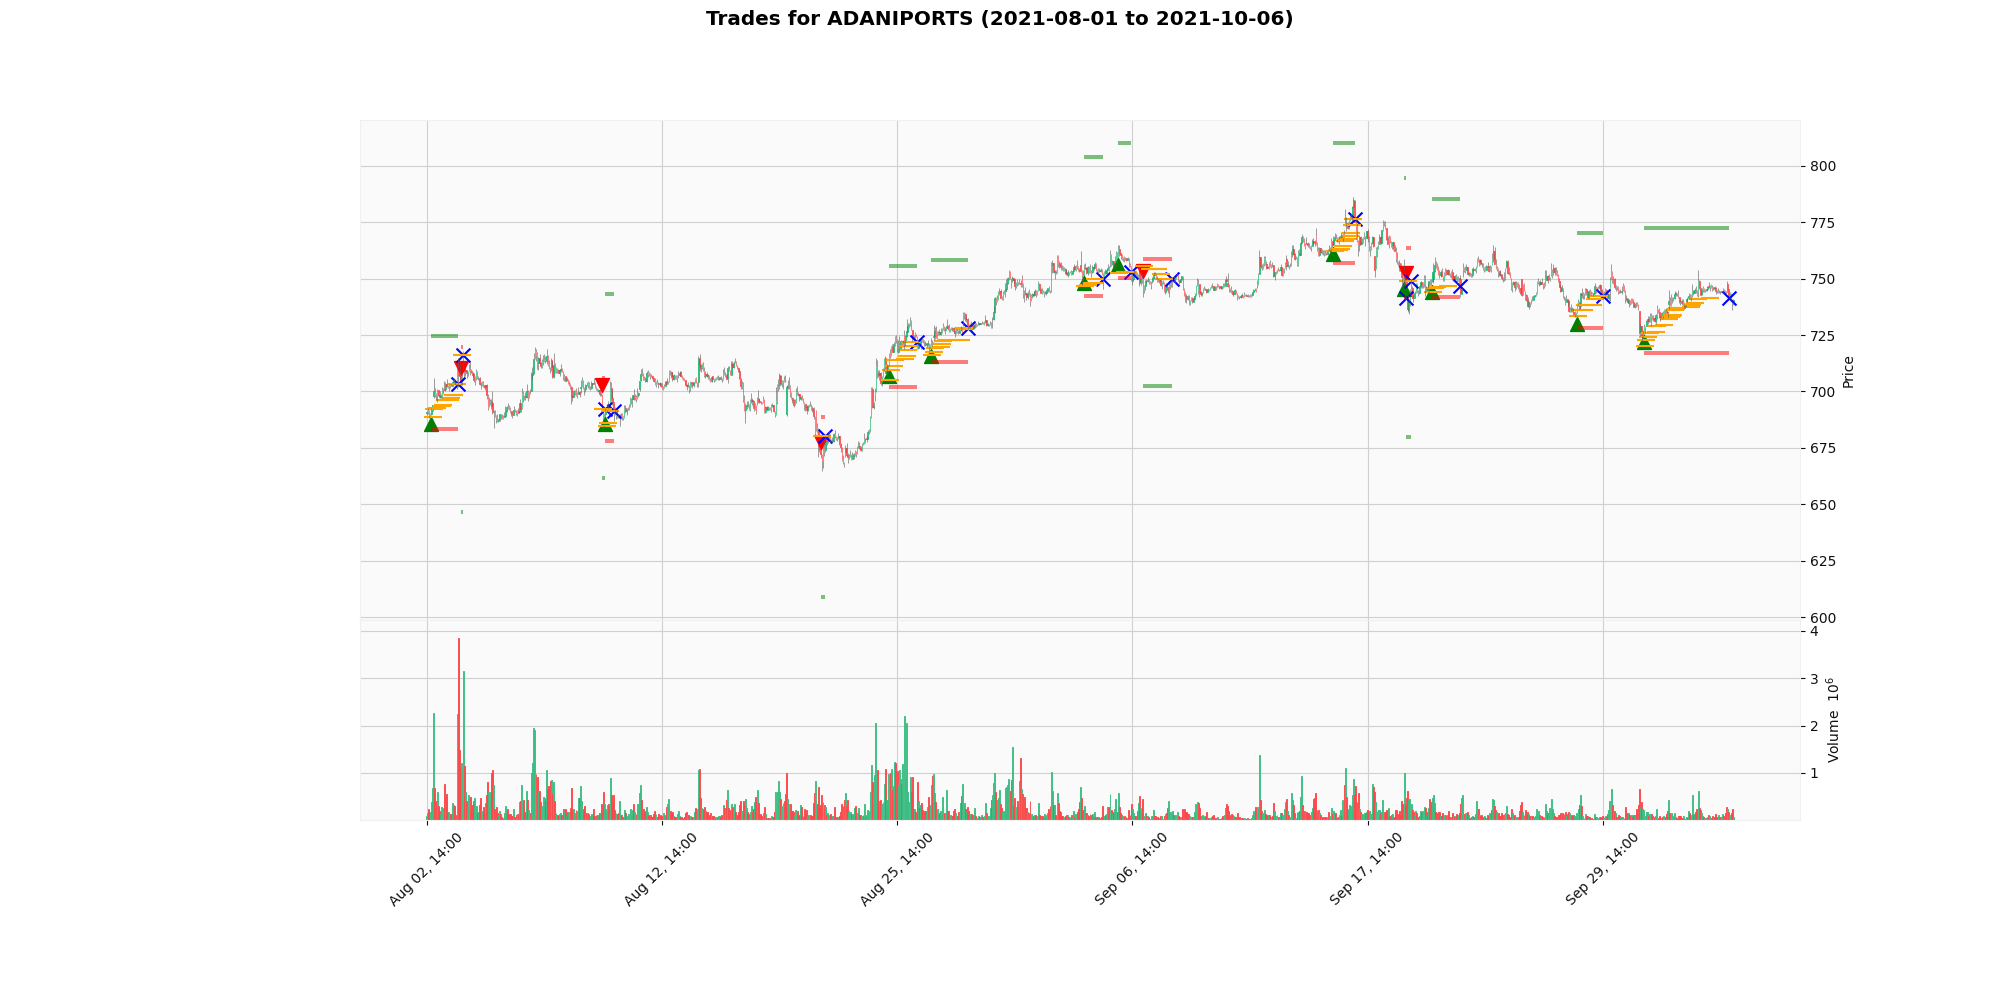 Trades for ADANIPORTS (2021-08-01 to 2021-10-06)
800
775
750
725
700
675
650
625
600
Price
4
3
2
1
Volume 10⁶
Aug 02, 14:00
Aug 12, 14:00
Aug 25, 14:00
Sep 06, 14:00
Sep 17, 14:00
Sep 29, 14:00